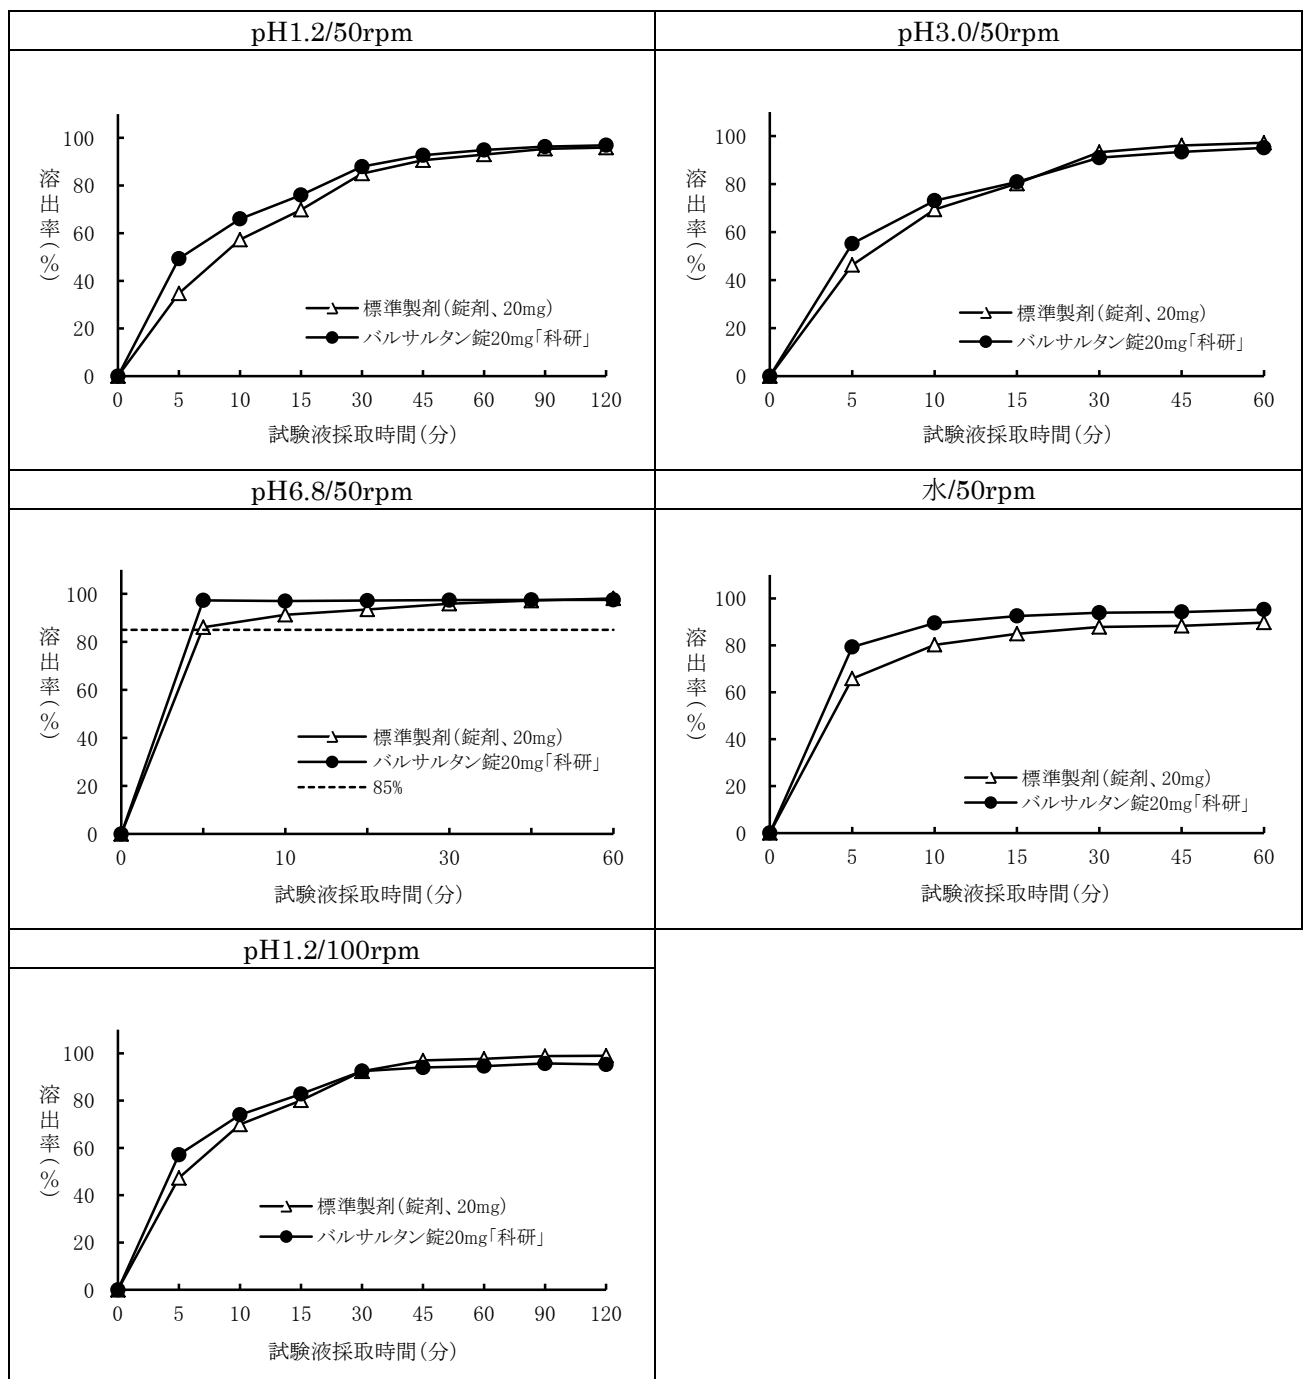 pH1.2/50rpm
100
80
60
40
20
0
溶出率(%)
標準製剤(錠剤、20mg)
バルサルタン錠20mg「科研」
0 5 10 15 30 45 60 90 120
試験液採取時間(分)
pH3.0/50rpm
100
80
60
40
20
0
溶出率(%)
標準製剤(錠剤、20mg)
バルサルタン錠20mg「科研」
0 5 10 15 30 45 60
試験液採取時間(分)
pH6.8/50rpm
100
80
60
40
20
0
溶出率(%)
標準製剤(錠剤、20mg)
バルサルタン錠20mg「科研」
85%
0 10 30 60
試験液採取時間(分)
水/50rpm
100
80
60
40
20
0
溶出率(%)
標準製剤(錠剤、20mg)
バルサルタン錠20mg「科研」
0 5 10 15 30 45 60
試験液採取時間(分)
pH1.2/100rpm
100
80
60
40
20
0
溶出率(%)
標準製剤(錠剤、20mg)
バルサルタン錠20mg「科研」
0 5 10 15 30 45 60 90 120
試験液採取時間(分)